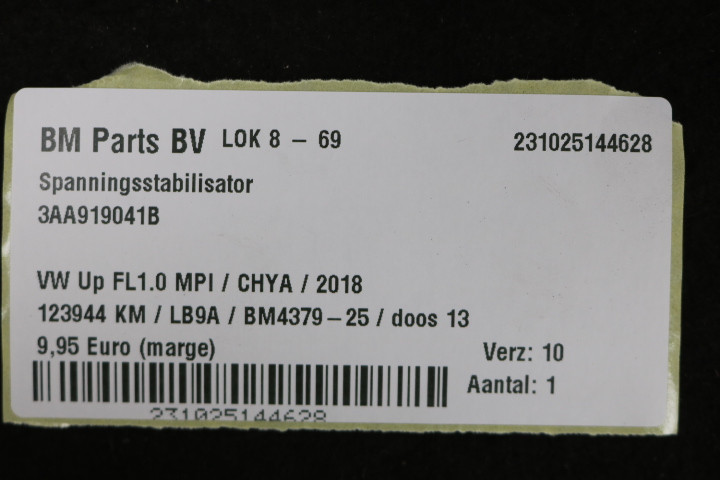 BM Parts BV LOK 8 - 69 231025144628
Spanningsstabilisator
3AA919041B
VW Up FL1.0 MPI / CHYA / 2018
123944 KM / LB9A / BM4379-25 / doos 13
9,95 Euro (marge) Verz: 10
Aantal: 1
231025144628